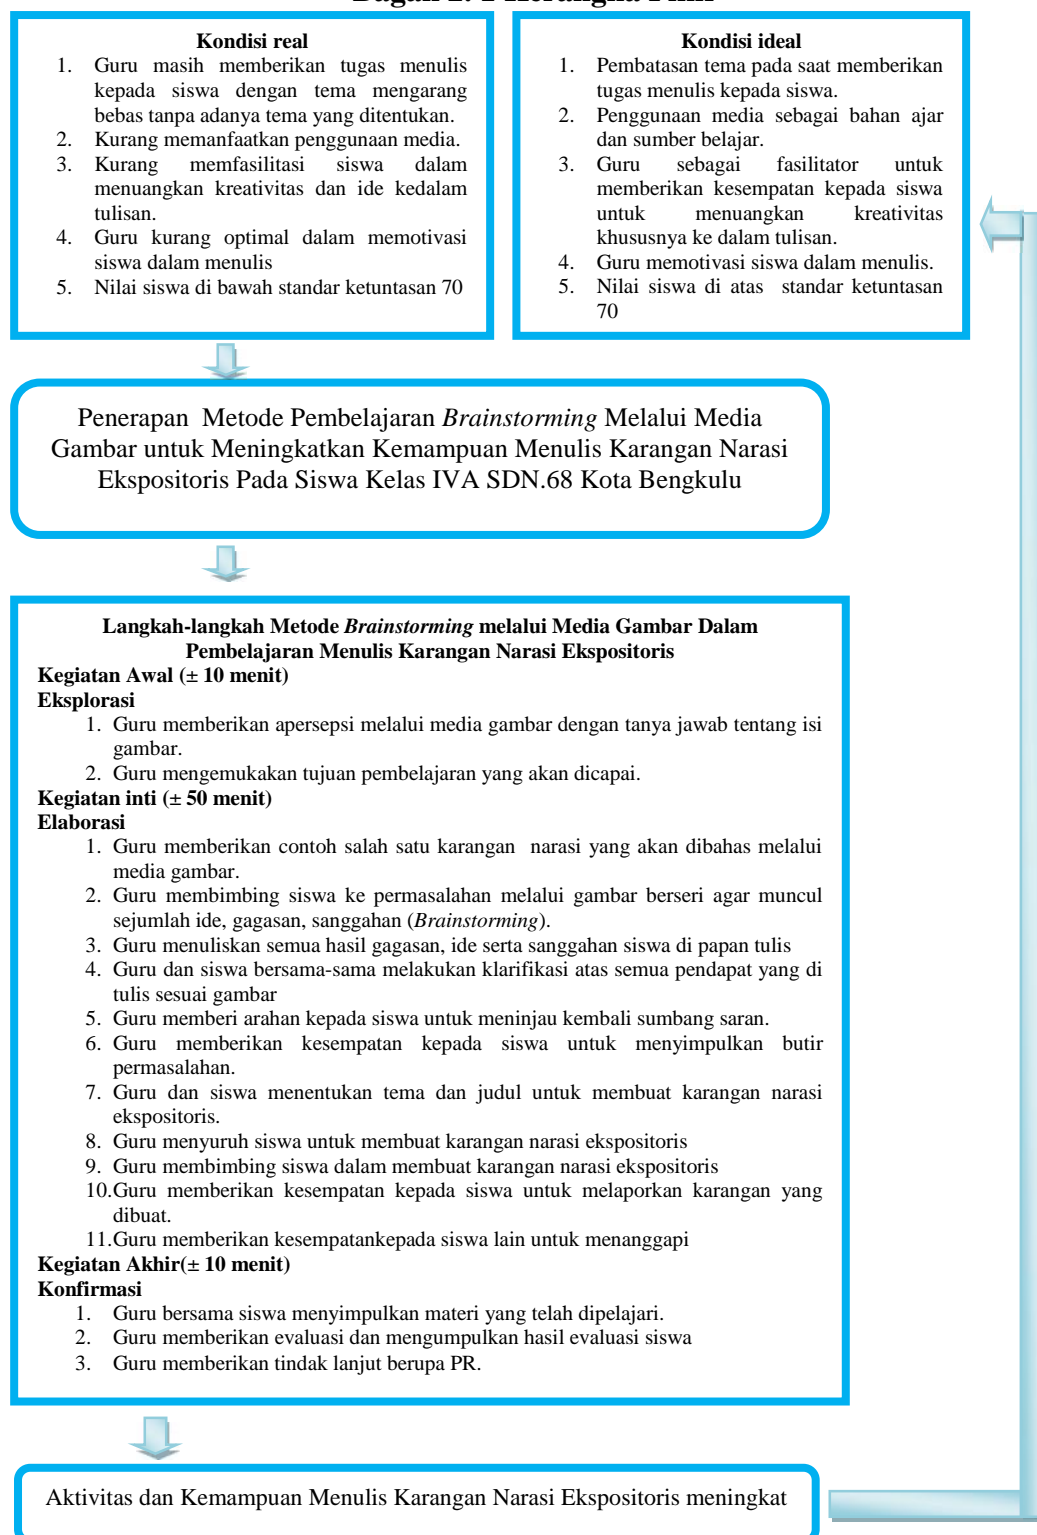 Bagan 2. 1 Kerangka Pikir
Kondisi real
1. Guru masih memberikan tugas menulis
kepada siswa dengan tema mengarang
bebas tanpa adanya tema yang ditentukan.
2. Kurang memanfaatkan penggunaan media.
3. Kurang memfasilitasi siswa dalam
menuangkan kreativitas dan ide kedalam
tulisan.
4. Guru kurang optimal dalam memotivasi
siswa dalam menulis
5. Nilai siswa di bawah standar ketuntasan 70
Kondisi ideal
1. Pembatasan tema pada saat memberikan
tugas menulis kepada siswa.
2. Penggunaan media sebagai bahan ajar
dan sumber belajar.
3. Guru sebagai fasilitator untuk
memberikan kesempatan kepada siswa
untuk menuangkan kreativitas
khususnya ke dalam tulisan.
4. Guru memotivasi siswa dalam menulis.
5. Nilai siswa di atas standar ketuntasan
70
Penerapan Metode Pembelajaran Brainstorming Melalui Media
Gambar untuk Meningkatkan Kemampuan Menulis Karangan Narasi
Ekspositoris Pada Siswa Kelas IVA SDN.68 Kota Bengkulu
Langkah-langkah Metode Brainstorming melalui Media Gambar Dalam
Pembelajaran Menulis Karangan Narasi Ekspositoris
Kegiatan Awal (± 10 menit)
Eksplorasi
1. Guru memberikan apersepsi melalui media gambar dengan tanya jawab tentang isi
gambar.
2. Guru mengemukakan tujuan pembelajaran yang akan dicapai.
Kegiatan inti (± 50 menit)
Elaborasi
1. Guru memberikan contoh salah satu karangan narasi yang akan dibahas melalui
media gambar.
2. Guru membimbing siswa ke permasalahan melalui gambar berseri agar muncul
sejumlah ide, gagasan, sanggahan (Brainstorming).
3. Guru menuliskan semua hasil gagasan, ide serta sanggahan siswa di papan tulis
4. Guru dan siswa bersama-sama melakukan klarifikasi atas semua pendapat yang di
tulis sesuai gambar
5. Guru memberi arahan kepada siswa untuk meninjau kembali sumbang saran.
6. Guru memberikan kesempatan kepada siswa untuk menyimpulkan butir
permasalahan.
7. Guru dan siswa menentukan tema dan judul untuk membuat karangan narasi
ekspositoris.
8. Guru menyuruh siswa untuk membuat karangan narasi ekspositoris
9. Guru membimbing siswa dalam membuat karangan narasi ekspositoris
10.Guru memberikan kesempatan kepada siswa untuk melaporkan karangan yang
dibuat.
11.Guru memberikan kesempatankepada siswa lain untuk menanggapi
Kegiatan Akhir(± 10 menit)
Konfirmasi
1. Guru bersama siswa menyimpulkan materi yang telah dipelajari.
2. Guru memberikan evaluasi dan mengumpulkan hasil evaluasi siswa
3. Guru memberikan tindak lanjut berupa PR.
Aktivitas dan Kemampuan Menulis Karangan Narasi Ekspositoris meningkat